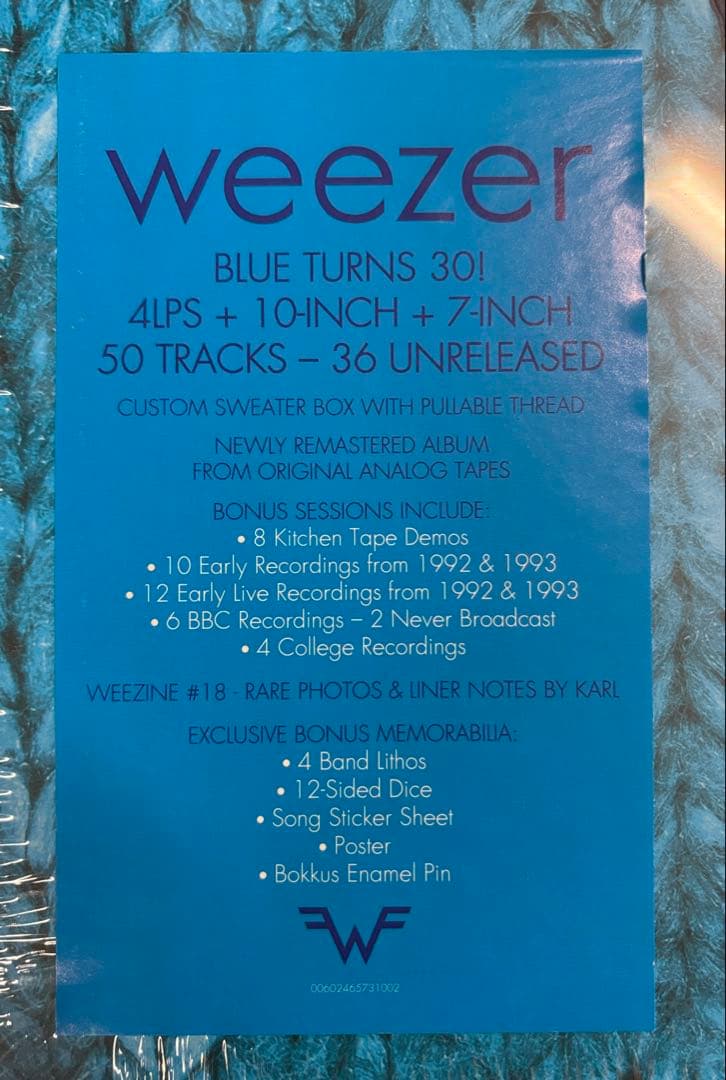 weezer
BLUE TURNS 30!
4LPS + 10-INCH + 7-INCH
50 TRACKS – 36 UNRELEASED
CUSTOM SWEATER BOX WITH PULLABLE THREAD
NEWLY REMASTERED ALBUM
FROM ORIGINAL ANALOG TAPES
BONUS SESSIONS INCLUDE:
• 8 Kitchen Tape Demos
• 10 Early Recordings from 1992 & 1993
• 12 Early Live Recordings from 1992 & 1993
• 6 BBC Recordings – 2 Never Broadcast
• 4 College Recordings
WEEZINE #18 - RARE PHOTOS & LINER NOTES BY KARL
EXCLUSIVE BONUS MEMORABILIA:
• 4 Band Lithos
• 12-Sided Dice
• Song Sticker Sheet
• Poster
• Bokkus Enamel Pin
00602465731002